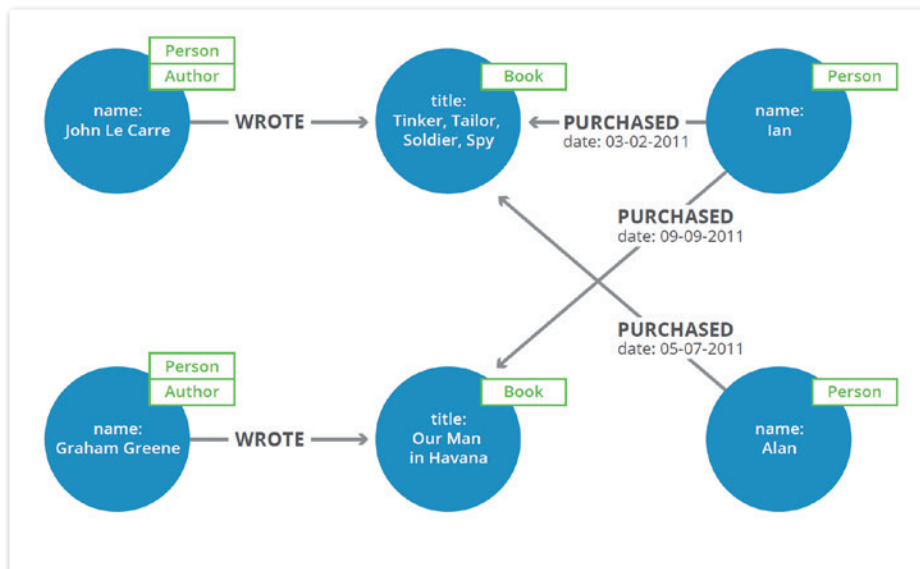 Person
Author
name:
John Le Carre
WROTE
Book
title:
Tinker, Tailor,
Soldier, Spy
PURCHASED
date: 03-02-2011
Person
name:
Ian
PURCHASED
date: 09-09-2011
PURCHASED
date: 05-07-2011
Person
Author
name:
Graham Greene
WROTE
Book
title:
Our Man
in Havana
Person
name:
Alan